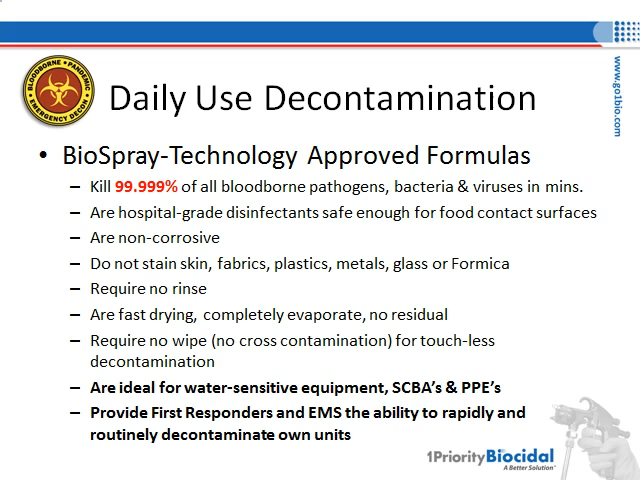 www.go1bio.com
BLOODBORNE • PANDEMIC
EMERGENCY DECON
Daily Use Decontamination
• BioSpray-Technology Approved Formulas
– Kill 99.999% of all bloodborne pathogens, bacteria & viruses in mins.
– Are hospital-grade disinfectants safe enough for food contact surfaces
– Are non-corrosive
– Do not stain skin, fabrics, plastics, metals, glass or Formica
– Require no rinse
– Are fast drying, completely evaporate, no residual
– Require no wipe (no cross contamination) for touch-less
decontamination
– Are ideal for water-sensitive equipment, SCBA's & PPE's
– Provide First Responders and EMS the ability to rapidly and
routinely decontaminate own units
1PriorityBiocidal
A Better Solution®